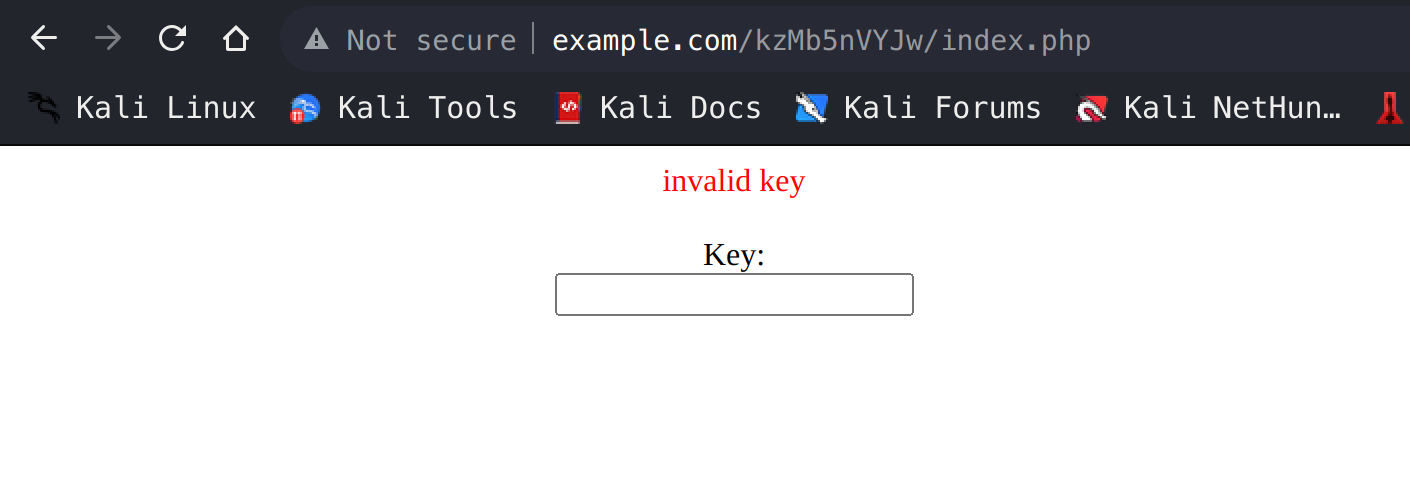 Not secure example.com/kzMb5nVYJw/index.php
Kali Linux Kali Tools Kali Docs Kali Forums Kali NetHun…
invalid key
Key: